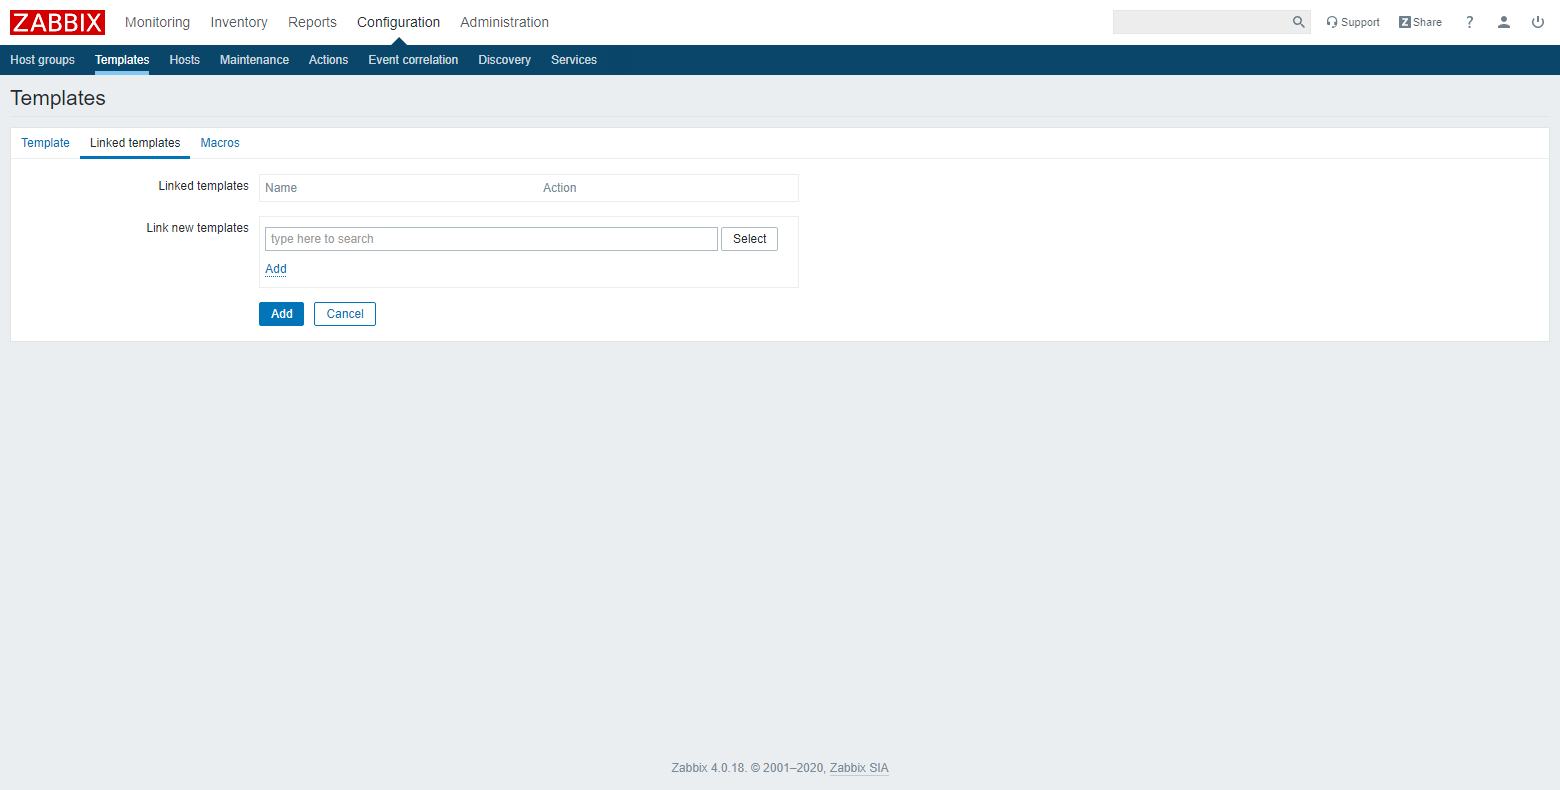 ZABBIX Monitoring Inventory Reports Configuration Administration Z Support Share ?
Host groups Templates Hosts Maintenance Actions Event correlation Discovery Services
Templates
Template Linked templates Macros
Linked templates Name Action
Link new templates type here to search Select
Add
Add Cancel
Zabbix 4.0.18. © 2001–2020, Zabbix SIA